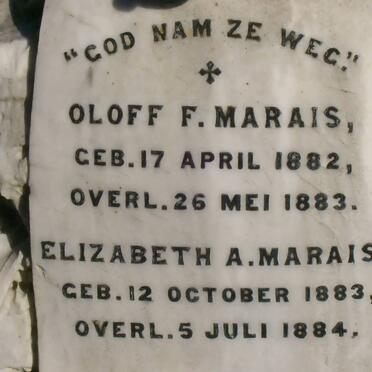 "GOD NAM ZE WEG."
OLOFF F. MARAIS,
GEB. 17 APRIL 1882,
OVERL. 26 MEI 1883.
ELIZABETH A. MARAIS
GEB. 12 OCTOBER 1883,
OVERL. 5 JULI 1884.